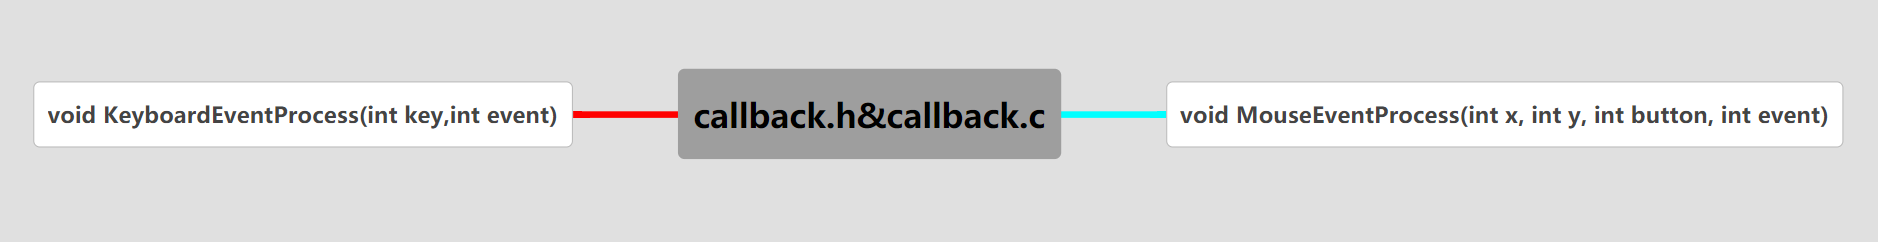 void KeyboardEventProcess(int key,int event)
callback.h&callback.c
void MouseEventProcess(int x, int y, int button, int event)